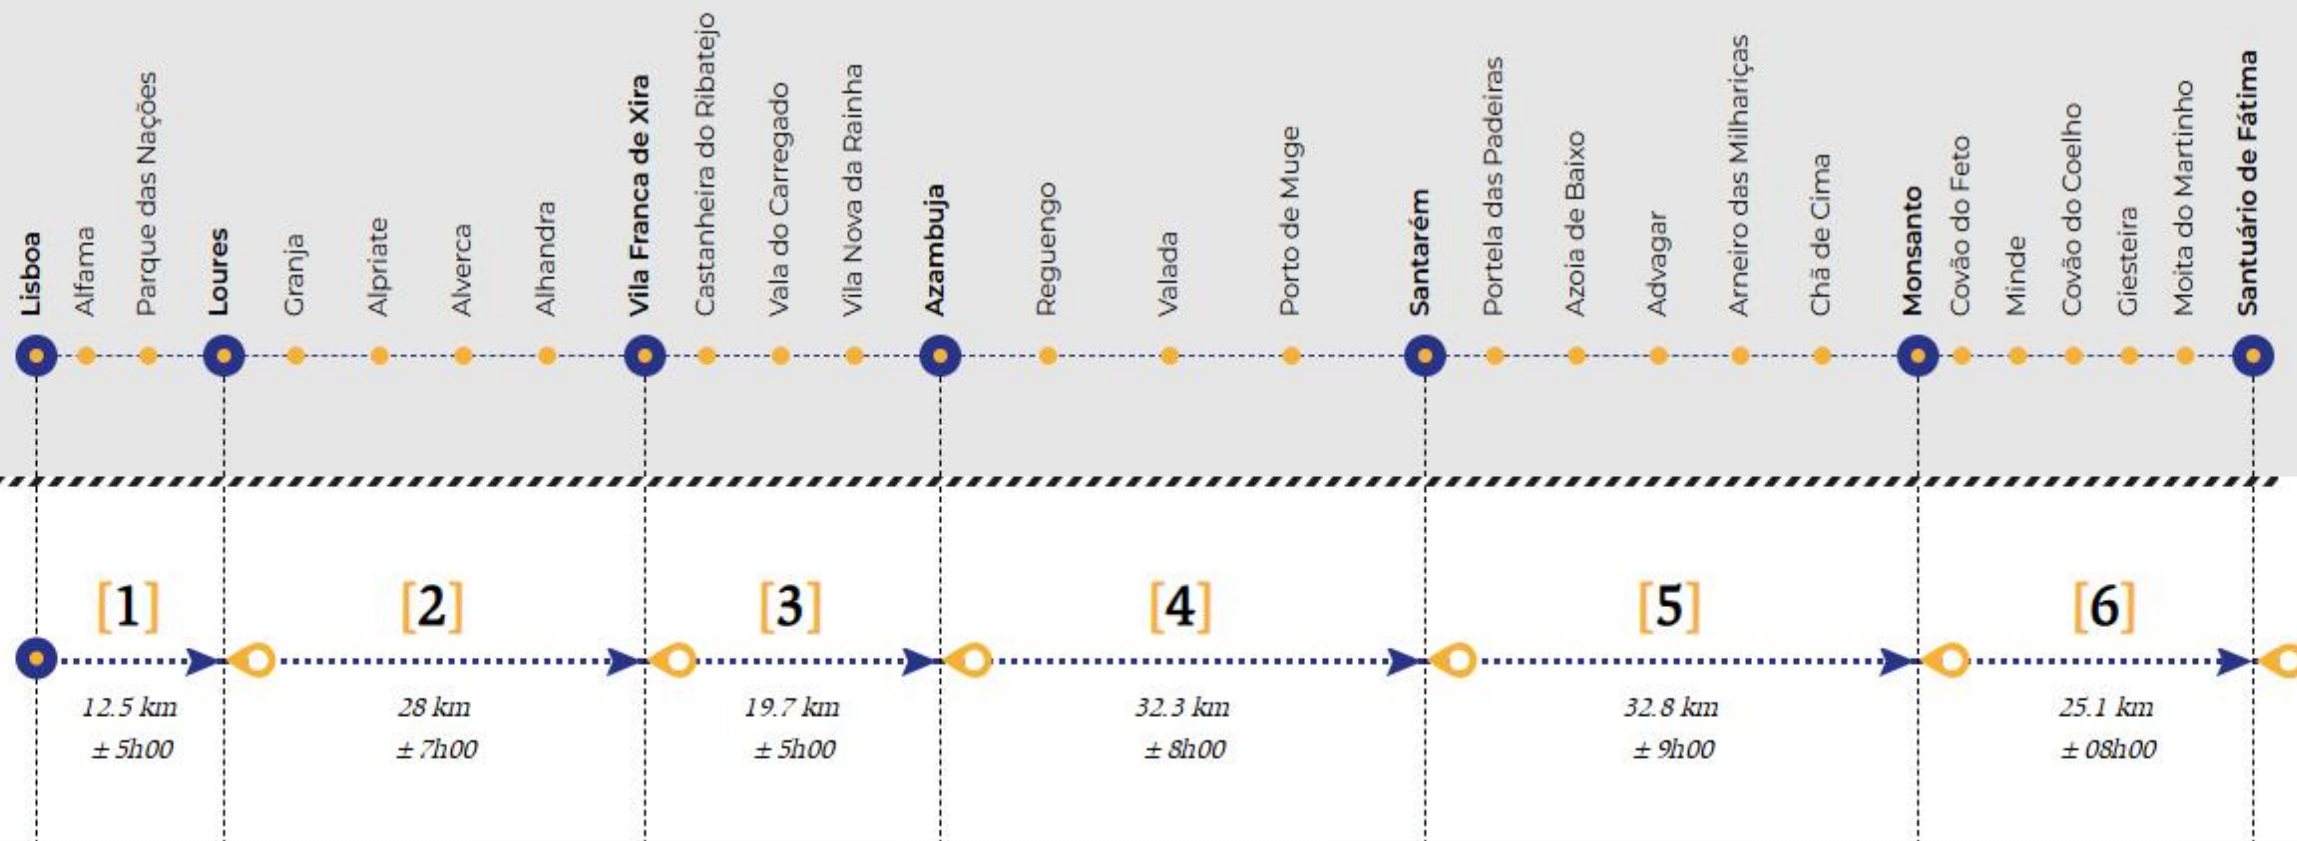 Lisboa
Alfama
Parque das Nações
Loures
Granja
Alpriate
Alverca
Alhandra
Vila Franca de Xira
Castanheira do Ribatejo
Vala do Carregado
Vila Nova da Rainha
Azambuja
Reguengo
Valada
Porto de Muge
Santarém
Portela das Padeiras
Azoia de Baixo
Advagar
Arneiro das Milhariças
Chã de Cima
Monsanto
Covão do Feto
Minde
Covão do Coelho
Giesteira
Moita do Martinho
Santuário de Fátima
[1]
12.5 km
± 5h00
[2]
28 km
± 7h00
[3]
19.7 km
± 5h00
[4]
32.3 km
± 8h00
[5]
32.8 km
± 9h00
[6]
25.1 km
± 08h00